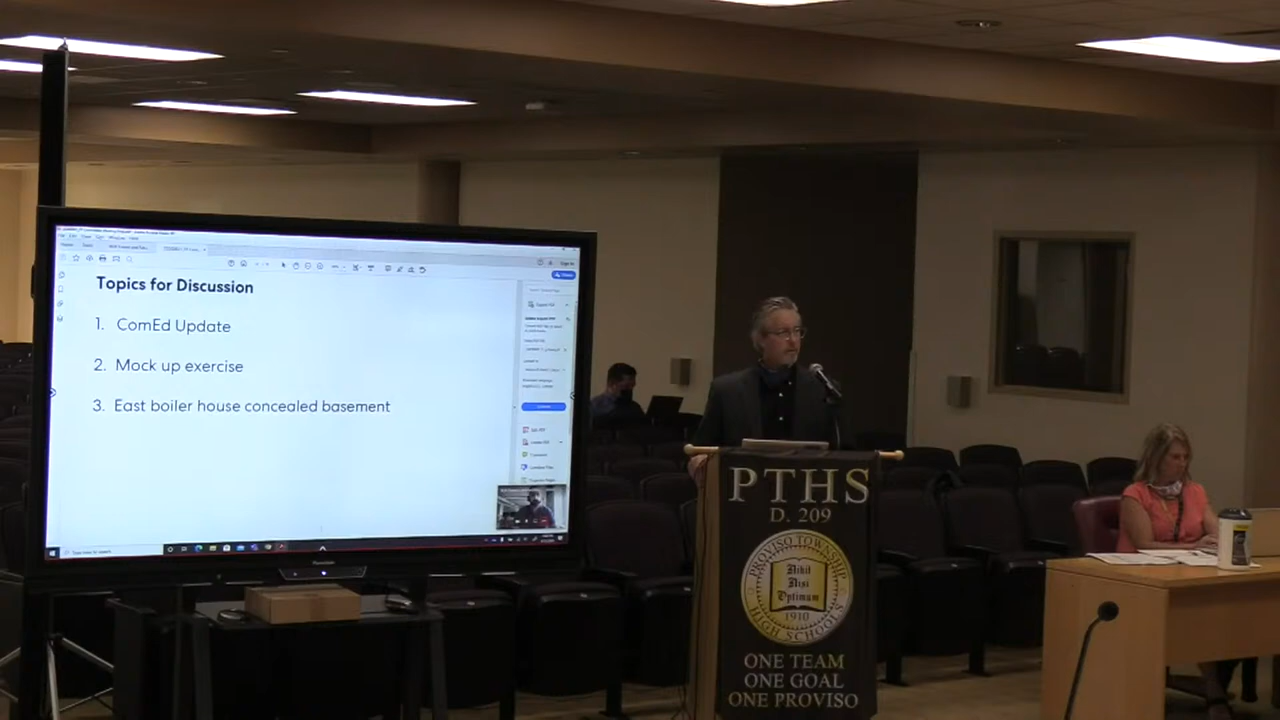 Topics for Discussion
1. ComEd Update
2. Mock up exercise
3. East boiler house concealed basement
PTHS
D. 209
PROVISO TOWNSHIP
Nihil
Nisi
Optimum
1910
HIGH SCHOOLS
ONE TEAM
ONE GOAL
ONE PROVISO